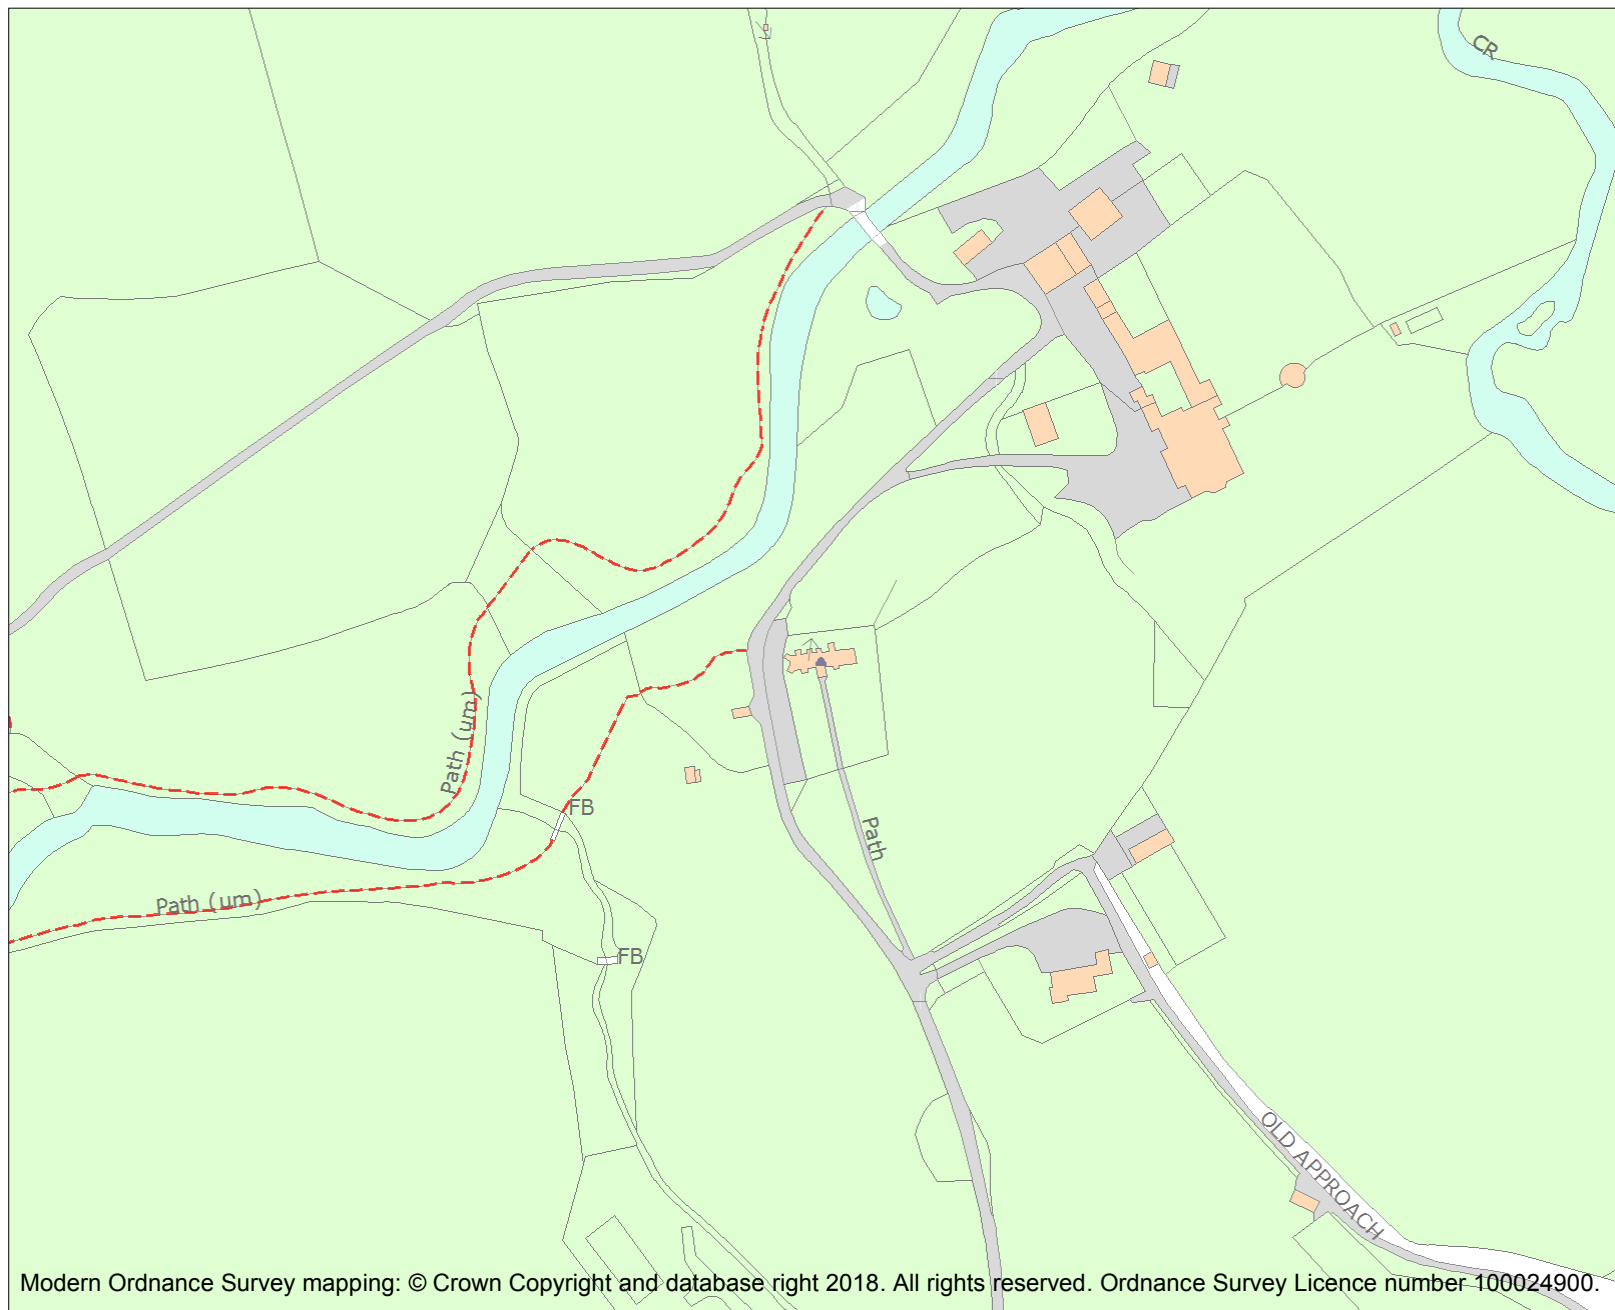 CR
Path (um)
FB
Path
Path (um)
FB
OLD APPROACH
Modern Ordnance Survey mapping: © Crown Copyright and database right 2018. All rights reserved. Ordnance Survey Licence number 100024900.